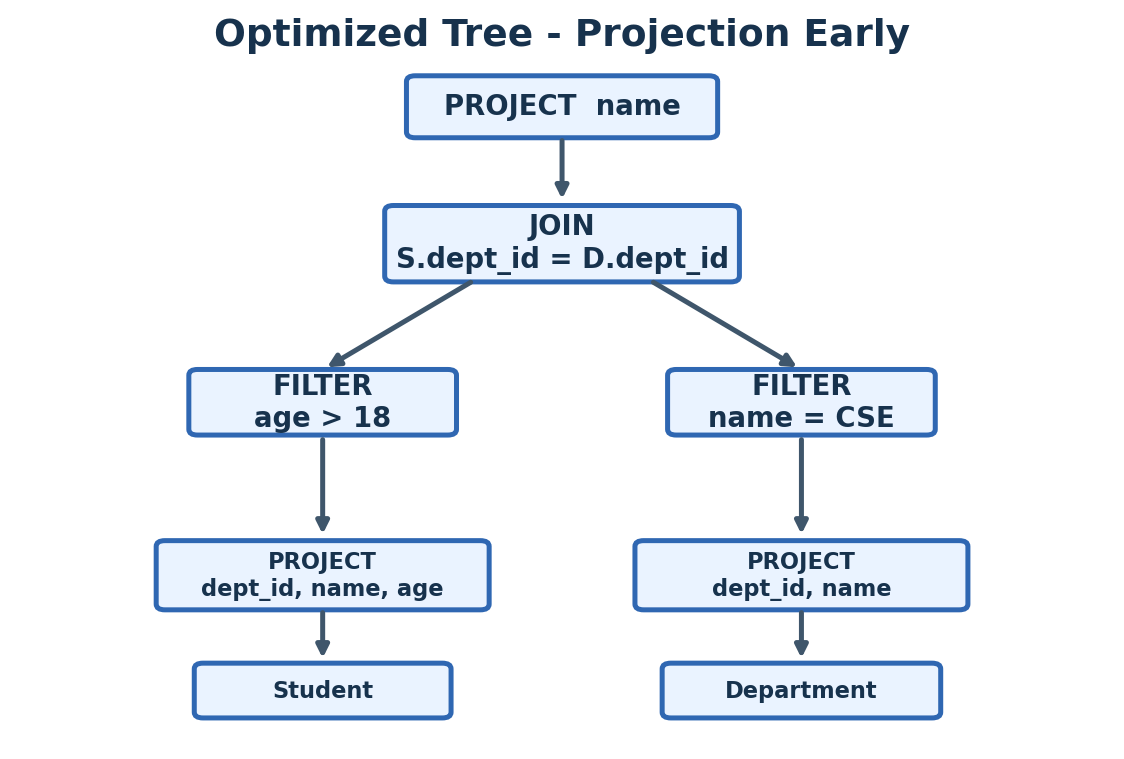 Optimized Tree - Projection Early
PROJECT  name
JOIN
S.dept_id = D.dept_id
FILTER
age > 18
FILTER
name = CSE
PROJECT
dept_id, name, age
PROJECT
dept_id, name
Student
Department